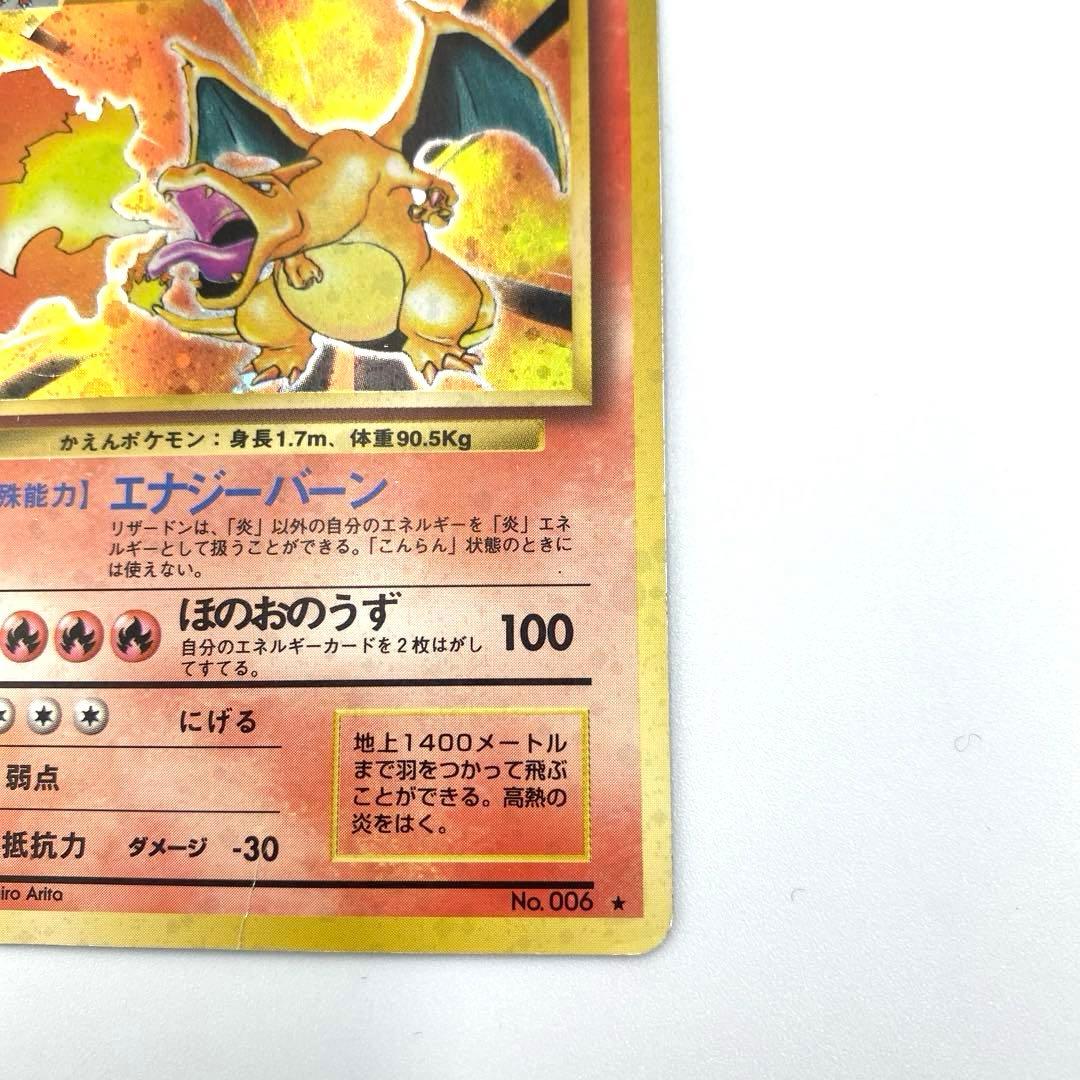 かえんポケモン：身長1.7m、体重90.5Kg
殊能力】 エナジーバーン
リザードンは、「炎」以外の自分のエネルギーを「炎」エネ
ルギーとして扱うことができる。「こんらん」状態のときに
は使えない。
ほのおのうず 100
自分のエネルギーカードを2枚はがし
てすてる。
にげる
弱点
抵抗力 ダメージ -30
地上1400メートル
まで羽をつかって飛ぶ
ことができる。高熱の
炎をはく。
iro Arita
No. 006 ★